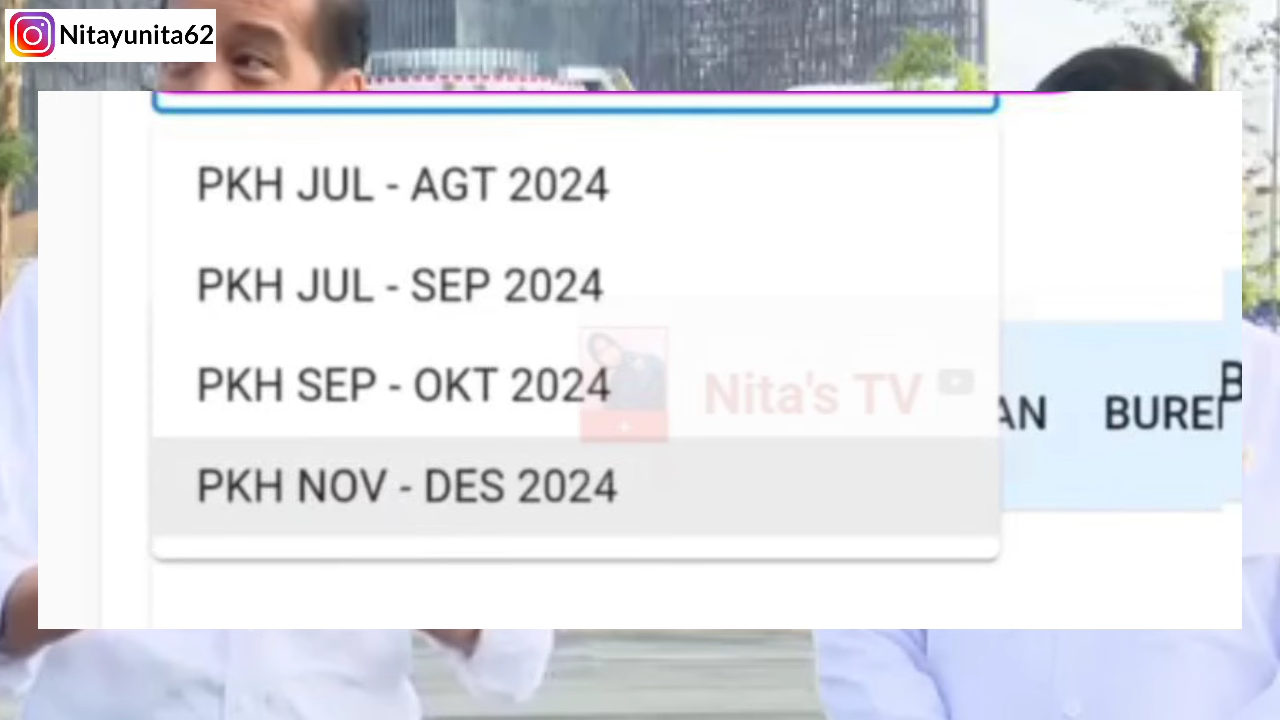 Nitayunita62
PKH JUL - AGT 2024
PKH JUL - SEP 2024
PKH SEP - OKT 2024
Nita's TV
PKH NOV - DES 2024